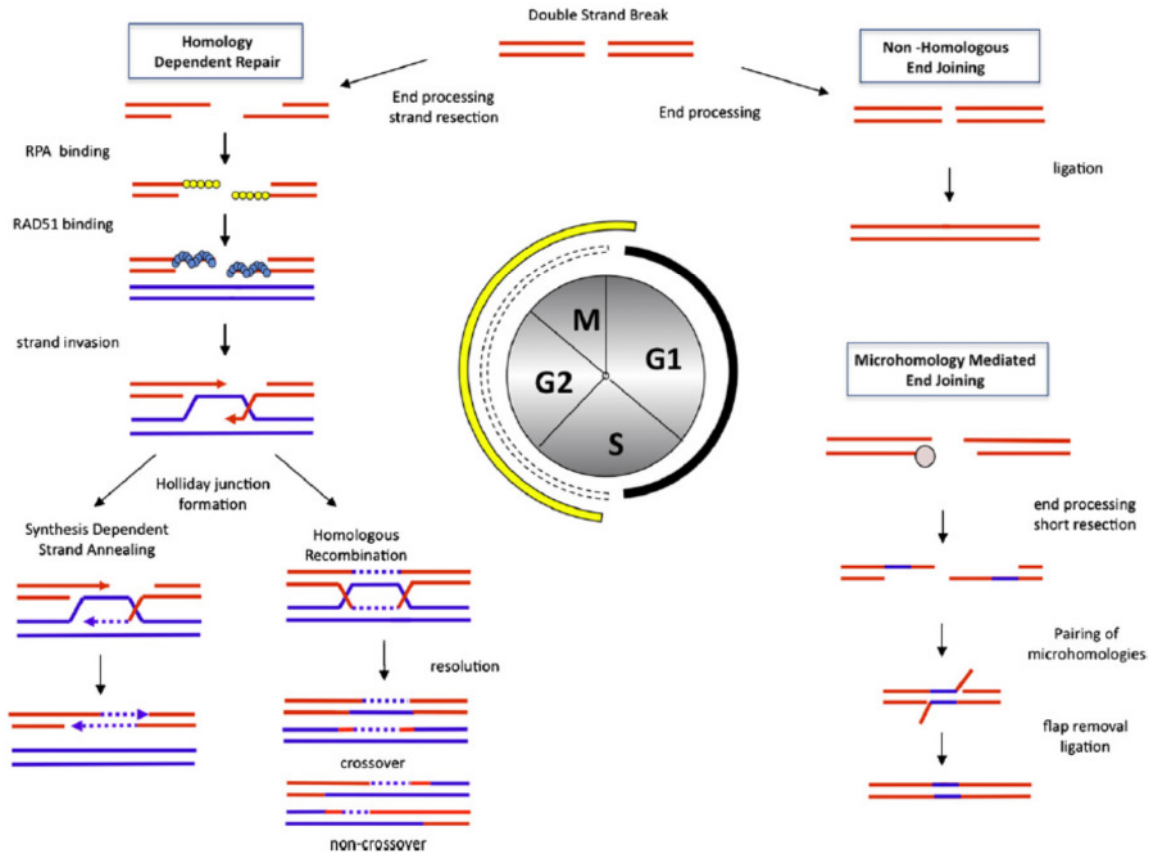 Double Strand Break
Homology
Dependent Repair
Non -Homologous
End Joining
End processing
strand resection
End processing
RPA binding
ligation
RAD51 binding
M
G1
G2
S
strand invasion
Microhomology Mediated
End Joining
Holliday junction
formation
end processing
short resection
Synthesis Dependent
Strand Annealing
Homologous
Recombination
Pairing of
microhomologies
resolution
flap removal
ligation
crossover
non-crossover